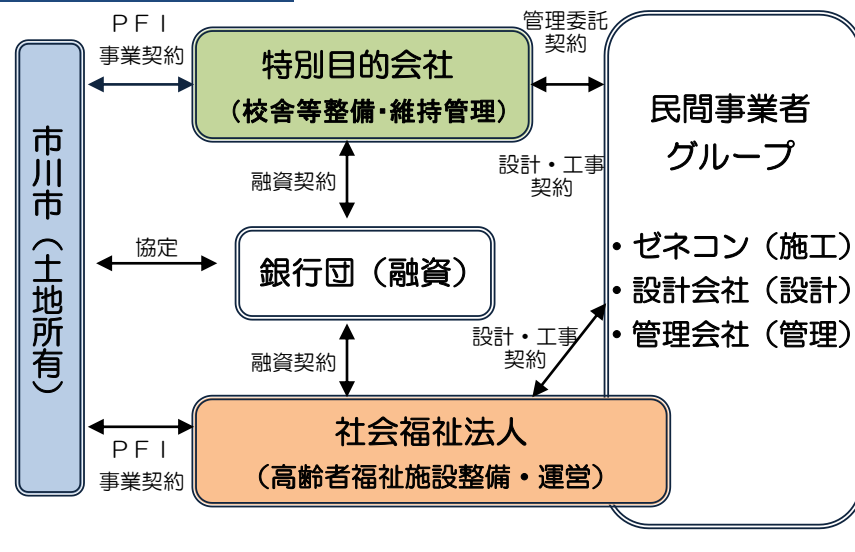 PFI
事業契約
特別目的会社
(校舎等整備・維持管理)
管理委託
契約
民間事業者
グループ
市川市（土地所有）
融資契約
設計・工事
契約
協定
銀行団（融資）
・ゼネコン（施工）
・設計会社（設計）
・管理会社（管理）
融資契約
設計・工事
契約
PFI
事業契約
社会福祉法人
（高齢者福祉施設整備・運営）